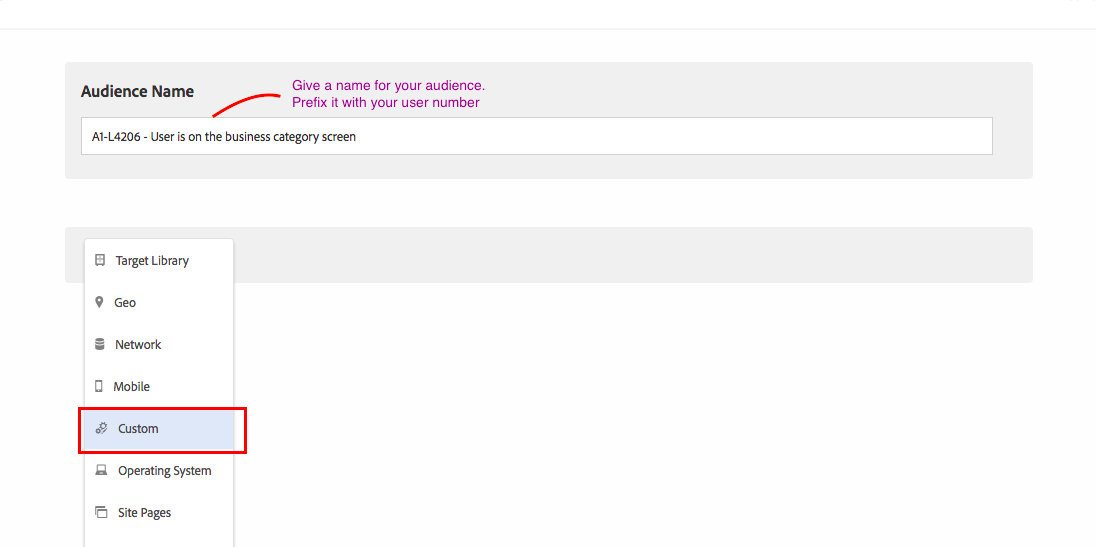 Audience Name
Give a name for your audience.
Prefix it with your user number
A1-L4206 - User is on the business category screen
Target Library
Geo
Network
Mobile
Custom
Operating System
Site Pages